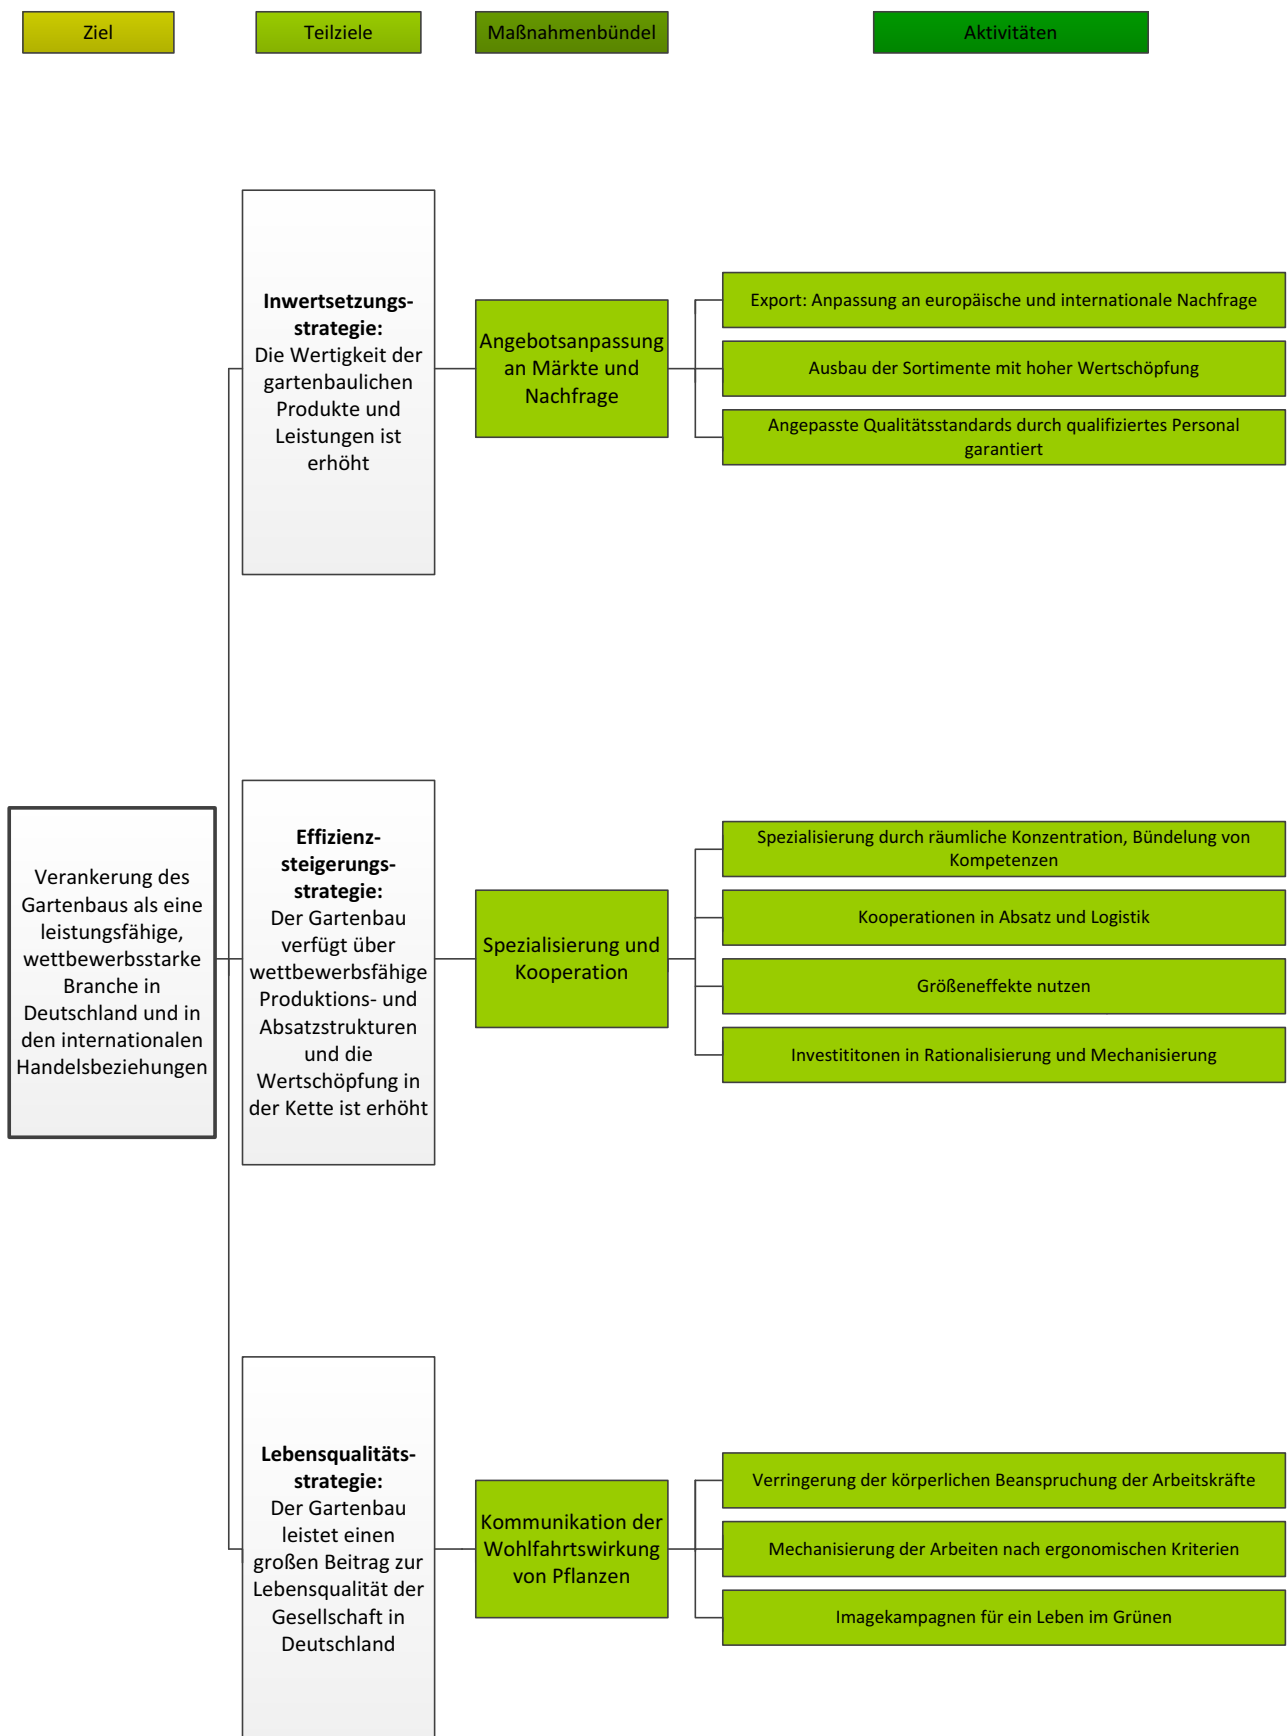 Ziel
Teilziele
Maßnahmenbündel
Aktivitäten
Verankerung des
Gartenbaus als eine
leistungsfähige,
wettbewerbsstarke
Branche in
Deutschland und in
den internationalen
Handelsbeziehungen
Inwertsetzungs-
strategie:
Die Wertigkeit der
gartenbaulichen
Produkte und
Leistungen ist
erhöht
Angebotsanpassung
an Märkte und
Nachfrage
Export: Anpassung an europäische und internationale Nachfrage
Ausbau der Sortimente mit hoher Wertschöpfung
Angepasste Qualitätsstandards durch qualifiziertes Personal
garantiert
Effizienz-
steigerungs-
strategie:
Der Gartenbau
verfügt über
wettbewerbsfähige
Produktions- und
Absatzstrukturen
und die
Wertschöpfung in
der Kette ist erhöht
Spezialisierung und
Kooperation
Spezialisierung durch räumliche Konzentration, Bündelung von
Kompetenzen
Kooperationen in Absatz und Logistik
Größeneffekte nutzen
Investititonen in Rationalisierung und Mechanisierung
Lebensqualitäts-
strategie:
Der Gartenbau
leistet einen
großen Beitrag zur
Lebensqualität der
Gesellschaft in
Deutschland
Kommunikation der
Wohlfahrtswirkung
von Pflanzen
Verringerung der körperlichen Beanspruchung der Arbeitskräfte
Mechanisierung der Arbeiten nach ergonomischen Kriterien
Imagekampagnen für ein Leben im Grünen